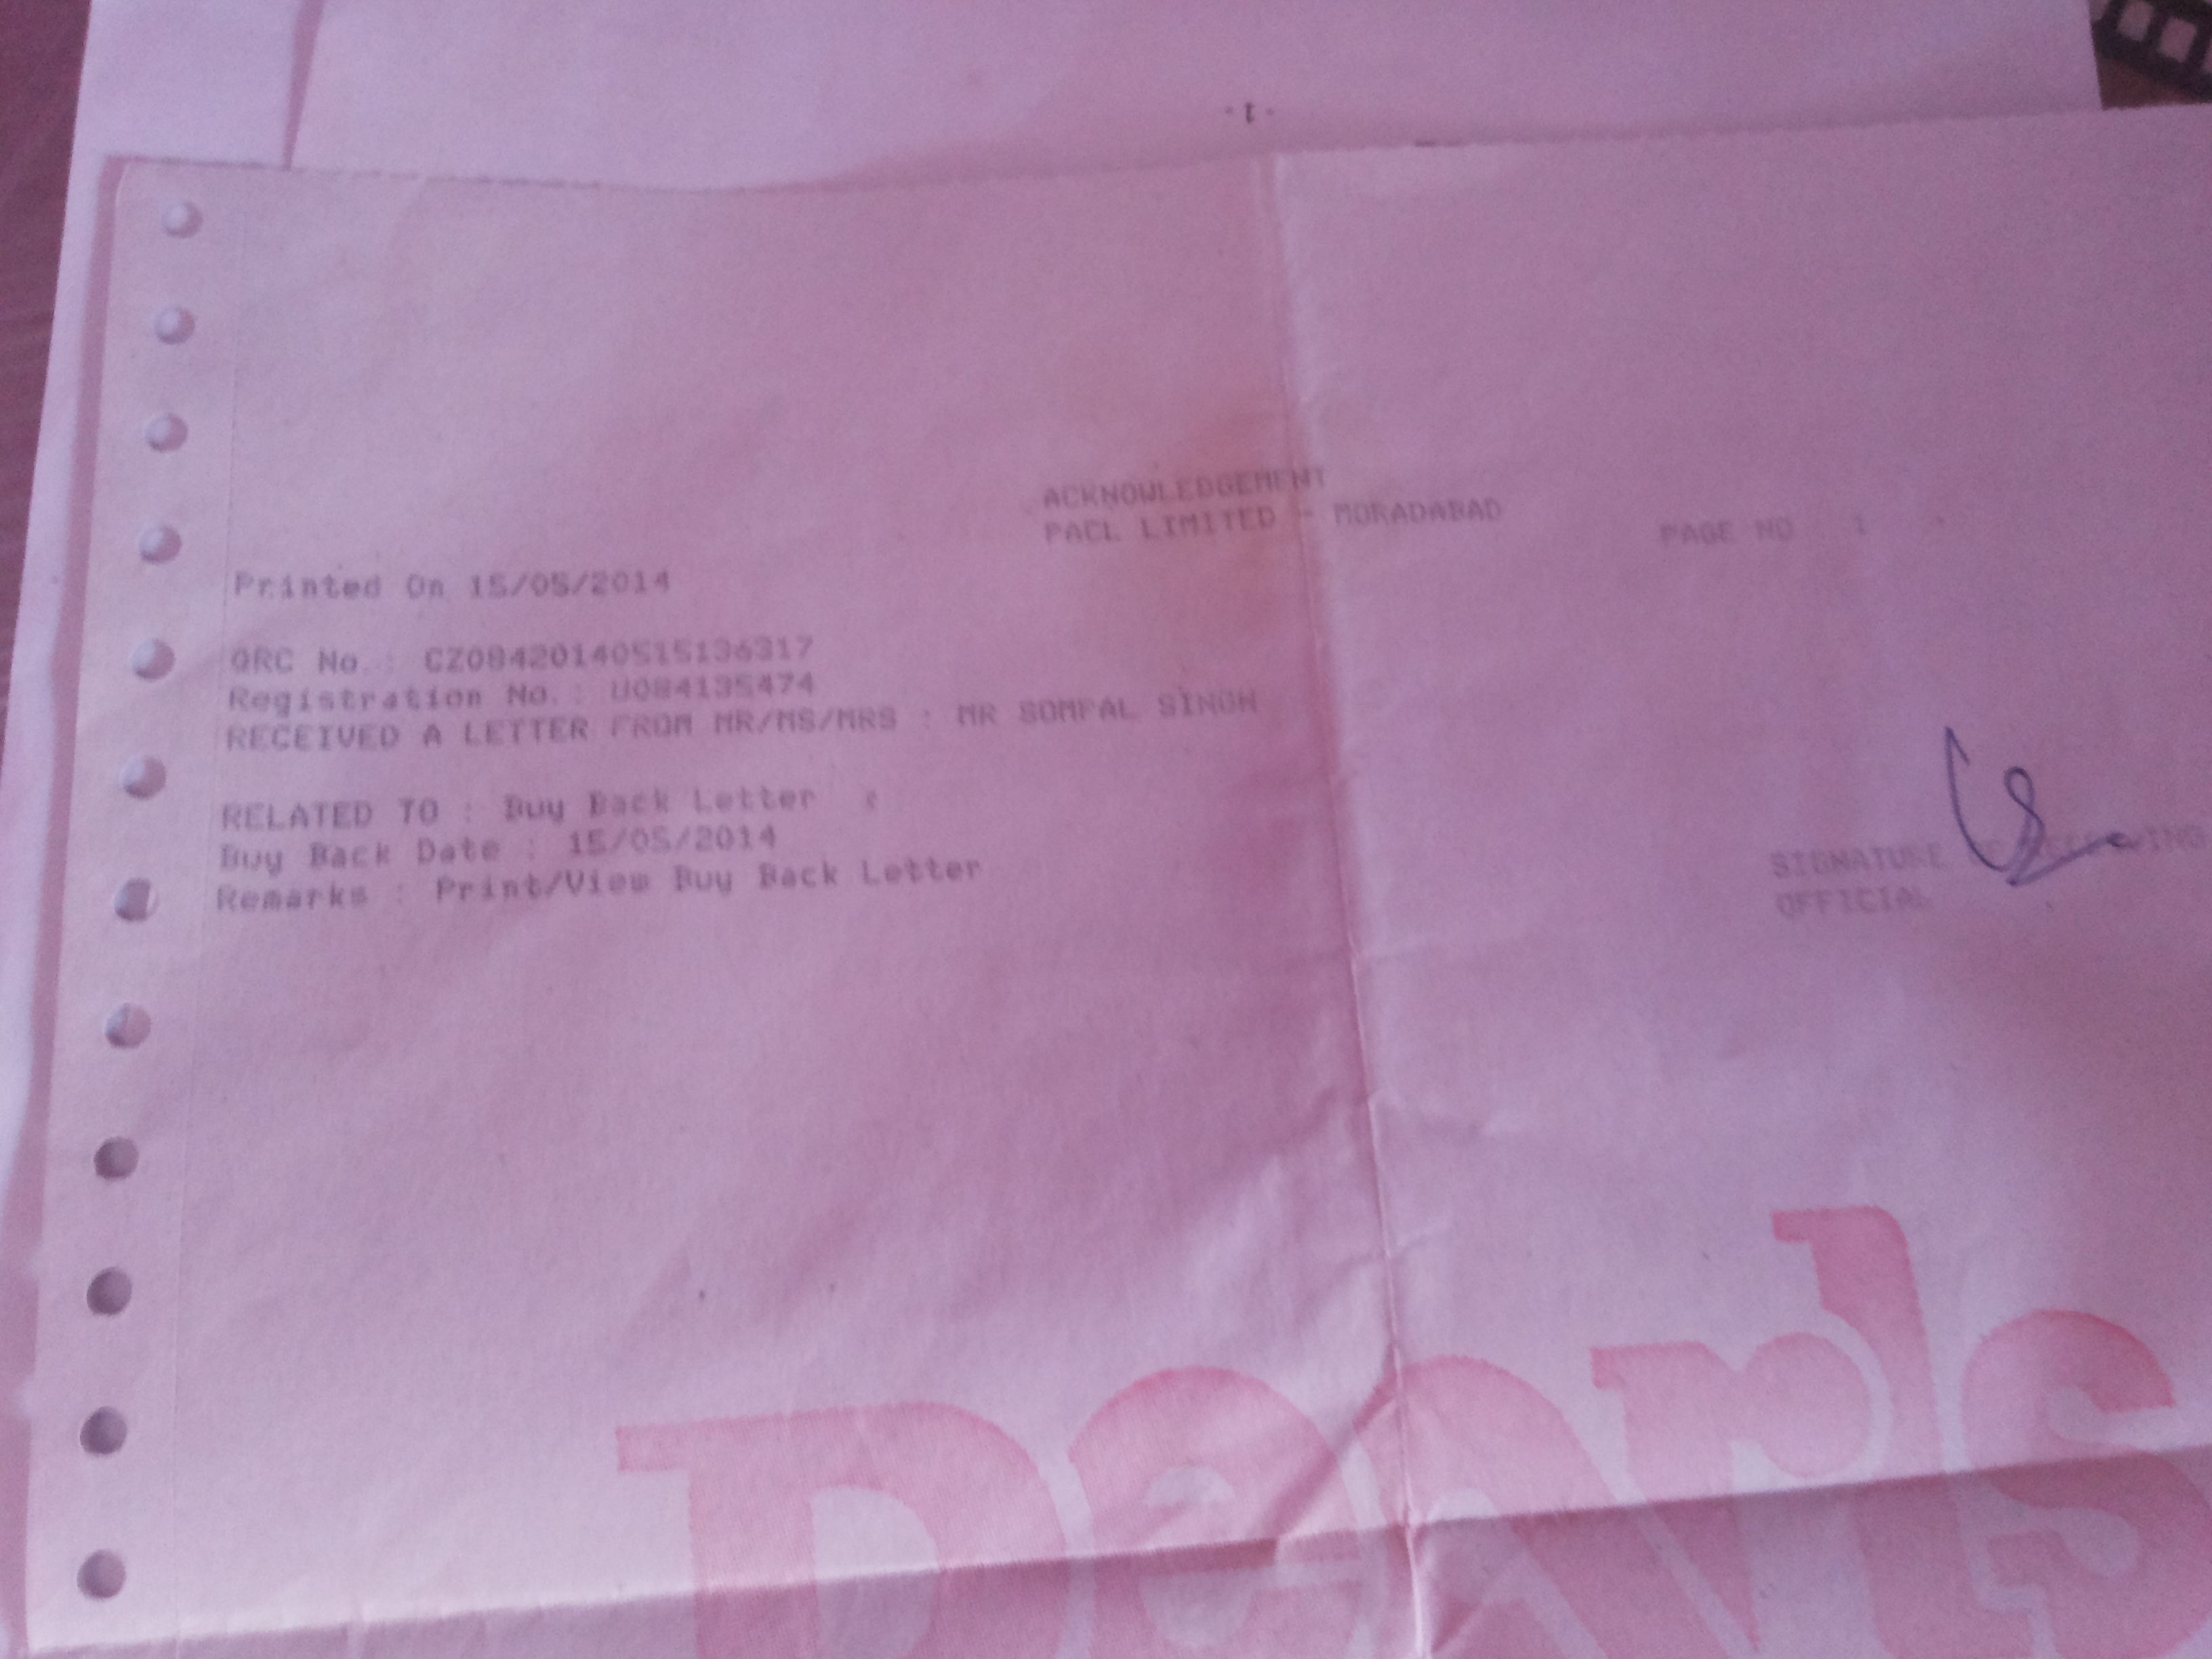 - 1 -
ACKNOWLEDGEMENT
PACL LIMITED - MORADABAD
PAGE NO : 1
Printed On 15/05/2014
QRC No. : CZ08420140515136317
Registration No. : U084135474
RECEIVED A LETTER FROM MR/MS/MRS : MR SOMPAL SINGH
RELATED TO : Buy Back Letter :
Buy Back Date : 15/05/2014
Remarks : Print/View Buy Back Letter
SIGNATURE
OFFICIAL
Pearls